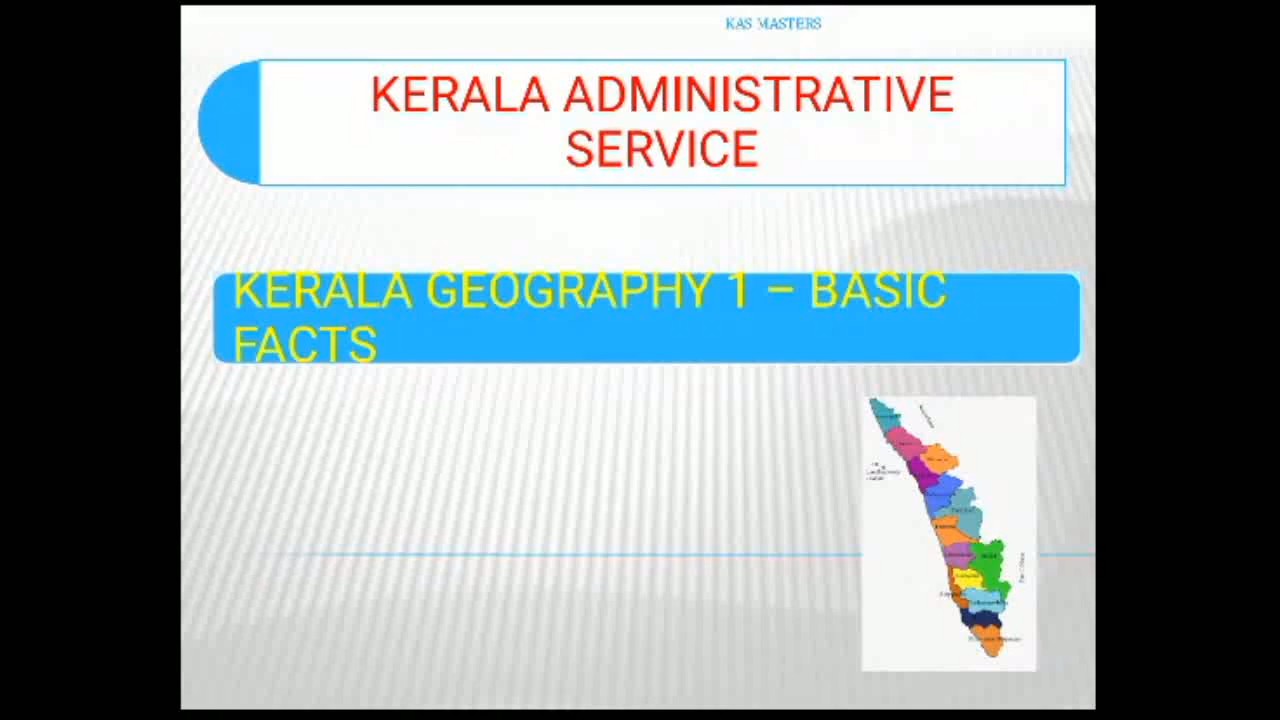 KAS MASTERS
KERALA ADMINISTRATIVE
SERVICE
KERALA GEOGRAPHY 1 – BASIC
FACTS